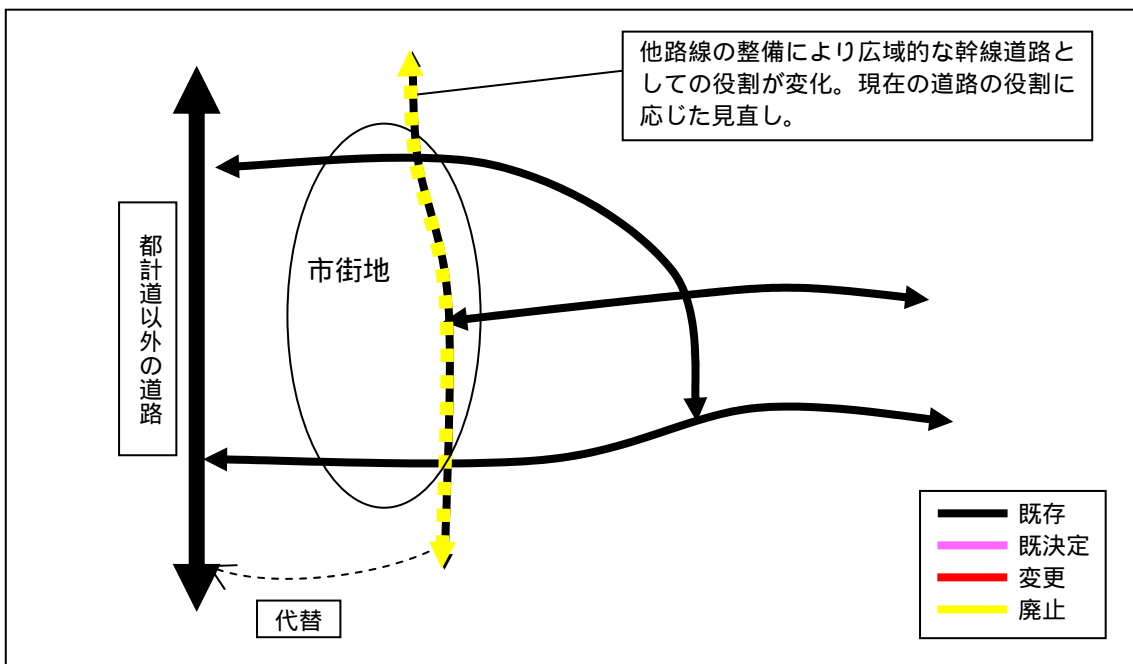 他路線の整備により広域的な幹線道路と
しての役割が変化。現在の道路の役割に
応じた見直し。
市街地
都計道以外の道路
代替
既存
既決定
変更
廃止